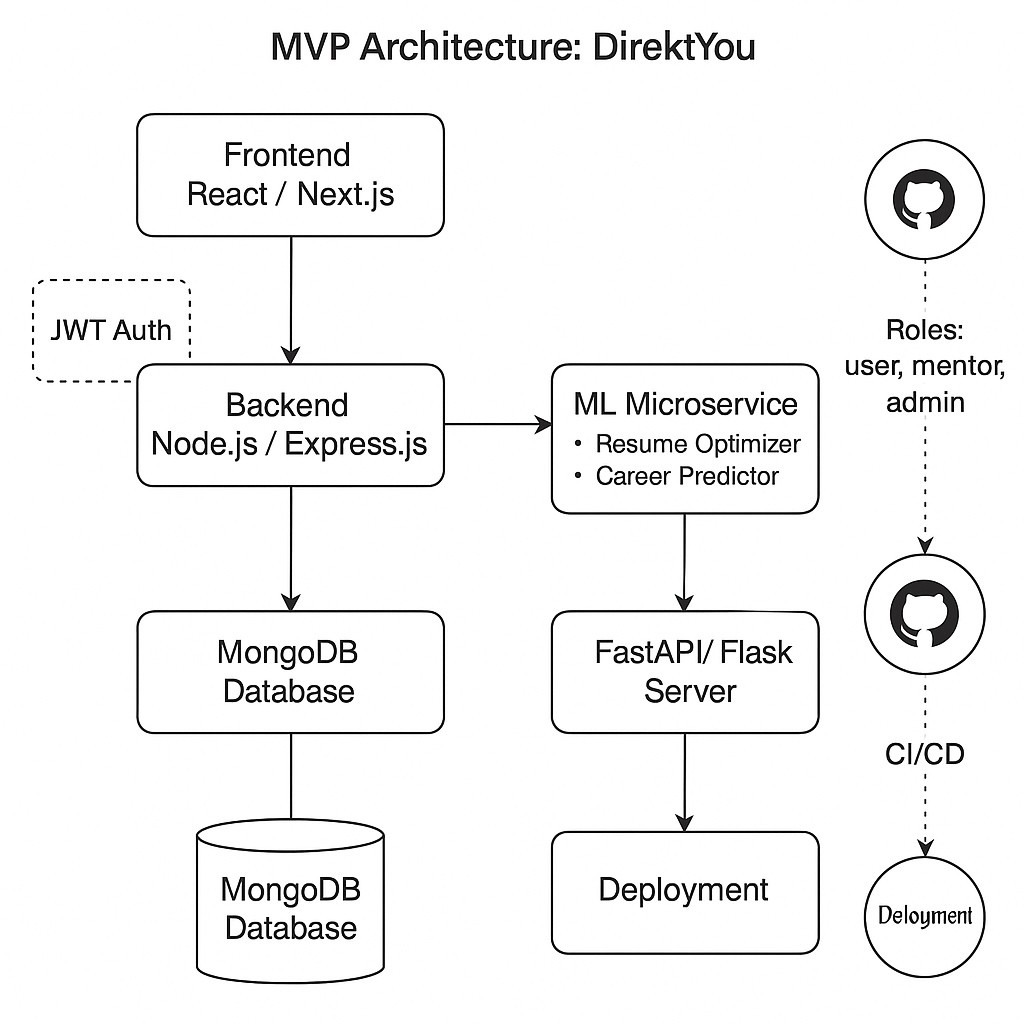 MVP Architecture: DirektYou
Frontend
React / Next.js
JWT Auth
Backend
Node.js / Express.js
ML Microservice
• Resume Optimizer
• Career Predictor
Roles:
user, mentor,
admin
MongoDB
Database
FastAPI/ Flask
Server
CI/CD
MongoDB
Database
Deployment
Deloyment